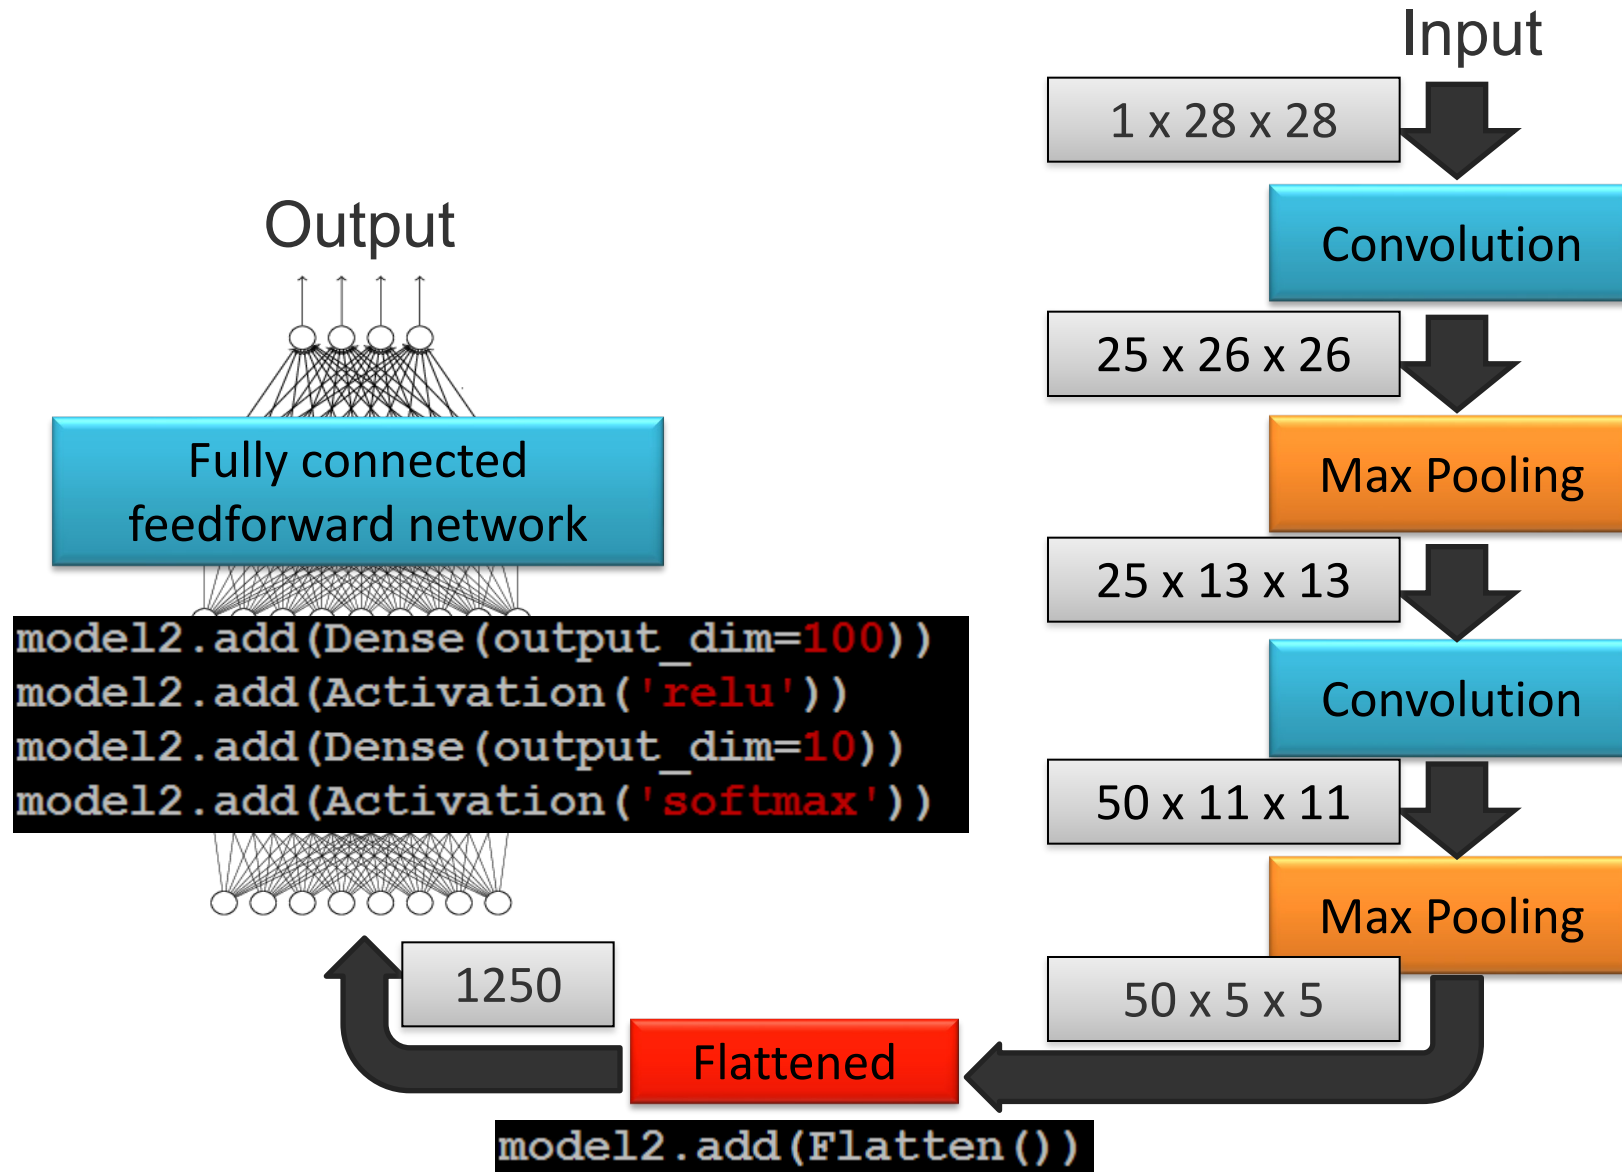 Input
1 x 28 x 28
Convolution
25 x 26 x 26
Max Pooling
25 x 13 x 13
Convolution
50 x 11 x 11
Max Pooling
50 x 5 x 5
Flattened
model2.add(Flatten())
1250
model2.add(Dense(output_dim=100))
model2.add(Activation('relu'))
model2.add(Dense(output_dim=10))
model2.add(Activation('softmax'))
Fully connected
feedforward network
Output